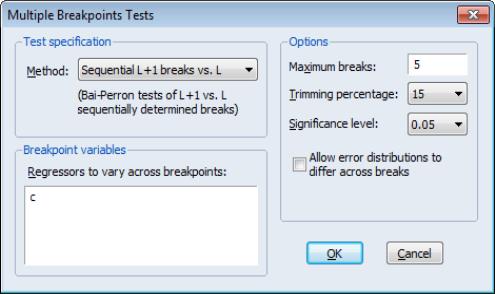 Multiple Breakpoints Tests
Test specification
Method: Sequential L+1 breaks vs. L
(Bai-Perron tests of L+1 vs. L
sequentially determined breaks)
Breakpoint variables
Regressors to vary across breakpoints:
c
Options
Maximum breaks: 5
Trimming percentage: 15
Significance level: 0.05
Allow error distributions to
differ across breaks
OK Cancel